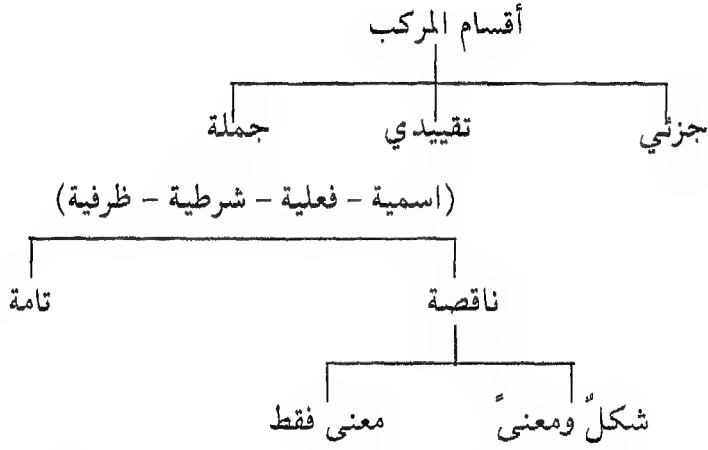 أقسام المركب
جزئي تقييدي جملة
(اسمية - فعلية - شرطية - ظرفية)
ناقصة تامة
شكلٌ ومعنىً معنى فقط